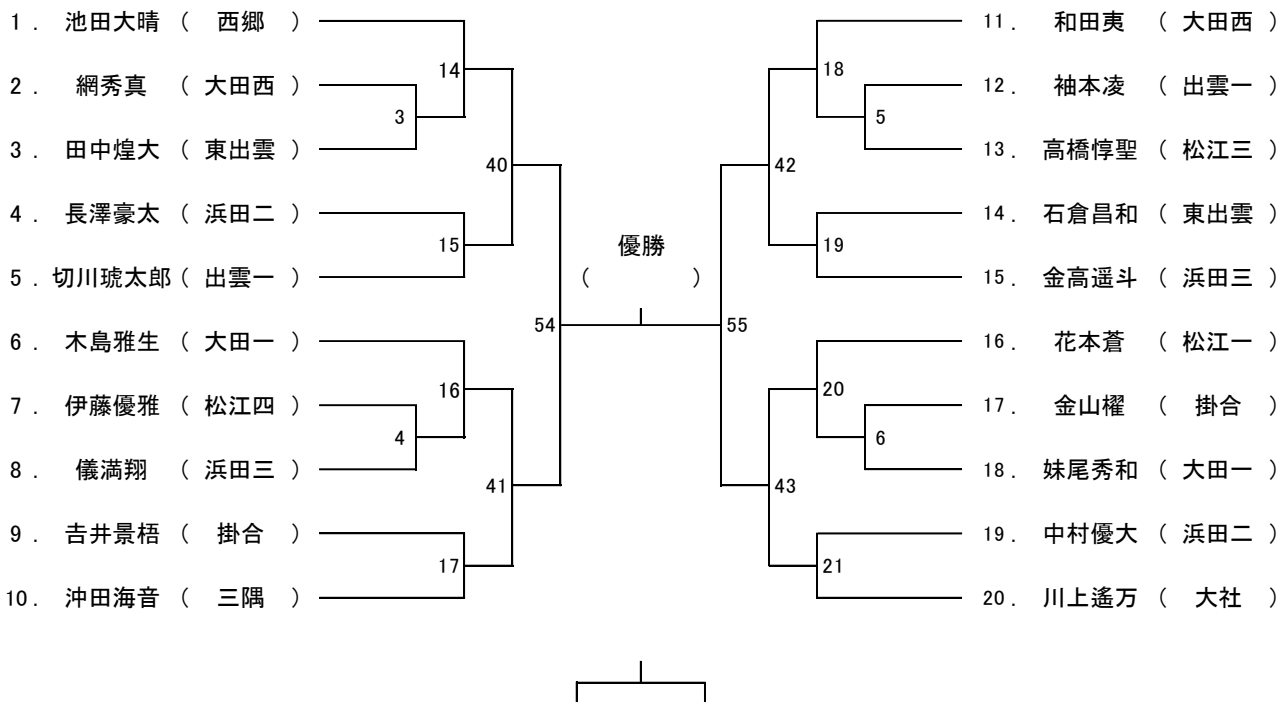 1． 池田大晴 （ 西郷 ）
2． 網秀真 （ 大田西 ）
3． 田中煌大 （ 東出雲 ）
4． 長澤豪太 （ 浜田二 ）
5． 切川琥太郎（ 出雲一 ）
6． 木島雅生 （ 大田一 ）
7． 伊藤優雅 （ 松江四 ）
8． 儀満翔 （ 浜田三 ）
9． 𠮷井景梧 （ 掛合 ）
10． 沖田海音 （ 三隅 ）
14
3
40
15
54
16
4
41
17
優勝
（ ）
11． 和田夷 （ 大田西 ）
12． 袖本凌 （ 出雲一 ）
13． 高橋惇聖 （ 松江三 ）
14． 石倉昌和 （ 東出雲 ）
15． 金高遥斗 （ 浜田三 ）
16． 花本蒼 （ 松江一 ）
17． 金山櫂 （ 掛合 ）
18． 妹尾秀和 （ 大田一 ）
19． 中村優大 （ 浜田二 ）
20． 川上遙万 （ 大社 ）
18
5
42
19
55
20
6
43
21